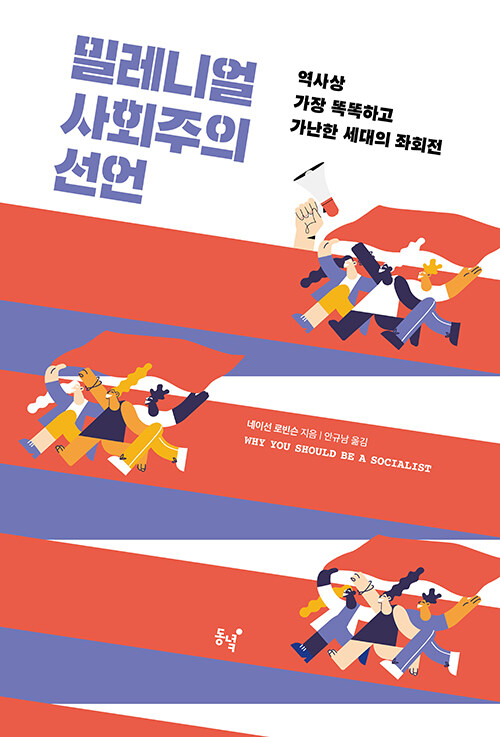 밀레니얼
사회주의
선언
역사상
가장 똑똑하고
가난한 세대의 좌회전
네이선 로빈슨 지음 | 안규남 옮김
WHY YOU SHOULD BE A SOCIALIST
동녘